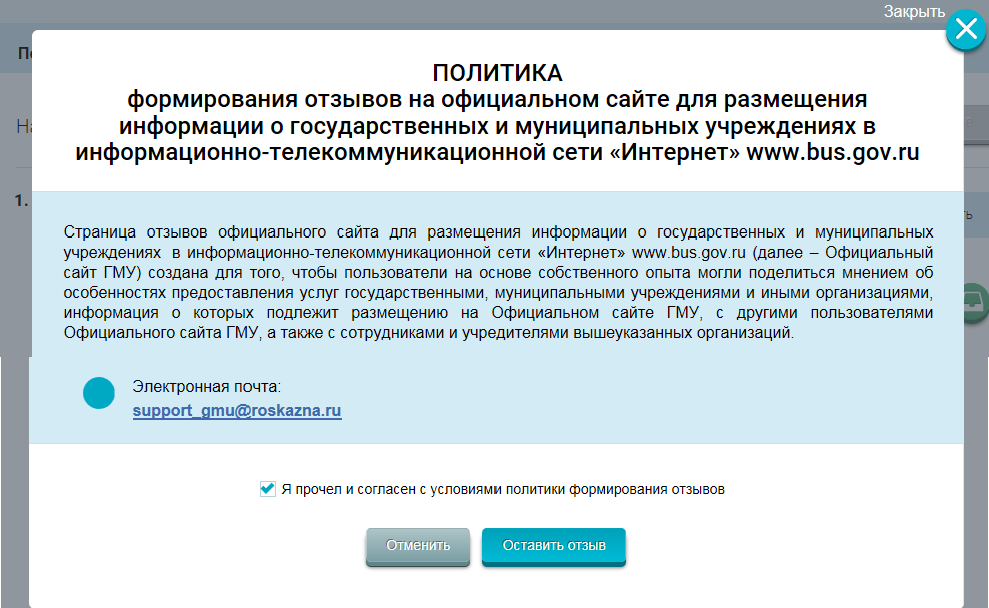 Закрыть
ПОЛИТИКА
формирования отзывов на официальном сайте для размещения
информации о государственных и муниципальных учреждениях в
информационно-телекоммуникационной сети «Интернет» www.bus.gov.ru
1.
Страница отзывов официального сайта для размещения информации о государственных и муниципальных
учреждениях в информационно-телекоммуникационной сети «Интернет» www.bus.gov.ru (далее – Официальный
сайт ГМУ) создана для того, чтобы пользователи на основе собственного опыта могли поделиться мнением об
особенностях предоставления услуг государственными, муниципальными учреждениями и иными организациями,
информация о которых подлежит размещению на Официальном сайте ГМУ, с другими пользователями
Официального сайта ГМУ, а также с сотрудниками и учредителями вышеуказанных организаций.
Электронная почта:
support_gmu@roskazna.ru
Я прочел и согласен с условиями политики формирования отзывов
Отменить
Оставить отзыв